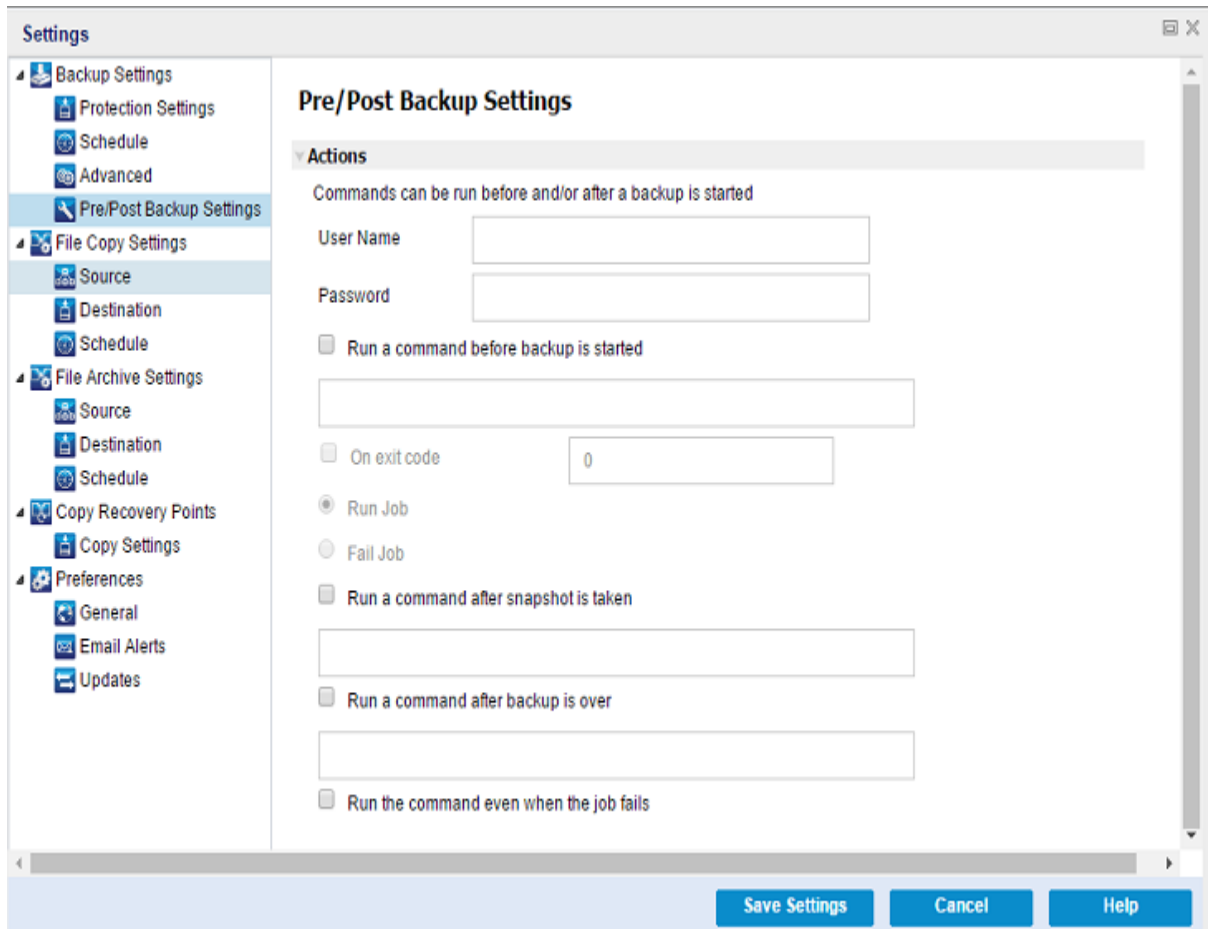 Settings
Backup Settings
Protection Settings
Schedule
Advanced
Pre/Post Backup Settings
File Copy Settings
Source
Destination
Schedule
File Archive Settings
Source
Destination
Schedule
Copy Recovery Points
Copy Settings
Preferences
General
Email Alerts
Updates
Pre/Post Backup Settings
Actions
Commands can be run before and/or after a backup is started
User Name
Password
Run a command before backup is started
On exit code
0
Run Job
Fail Job
Run a command after snapshot is taken
Run a command after backup is over
Run the command even when the job fails
Save Settings
Cancel
Help